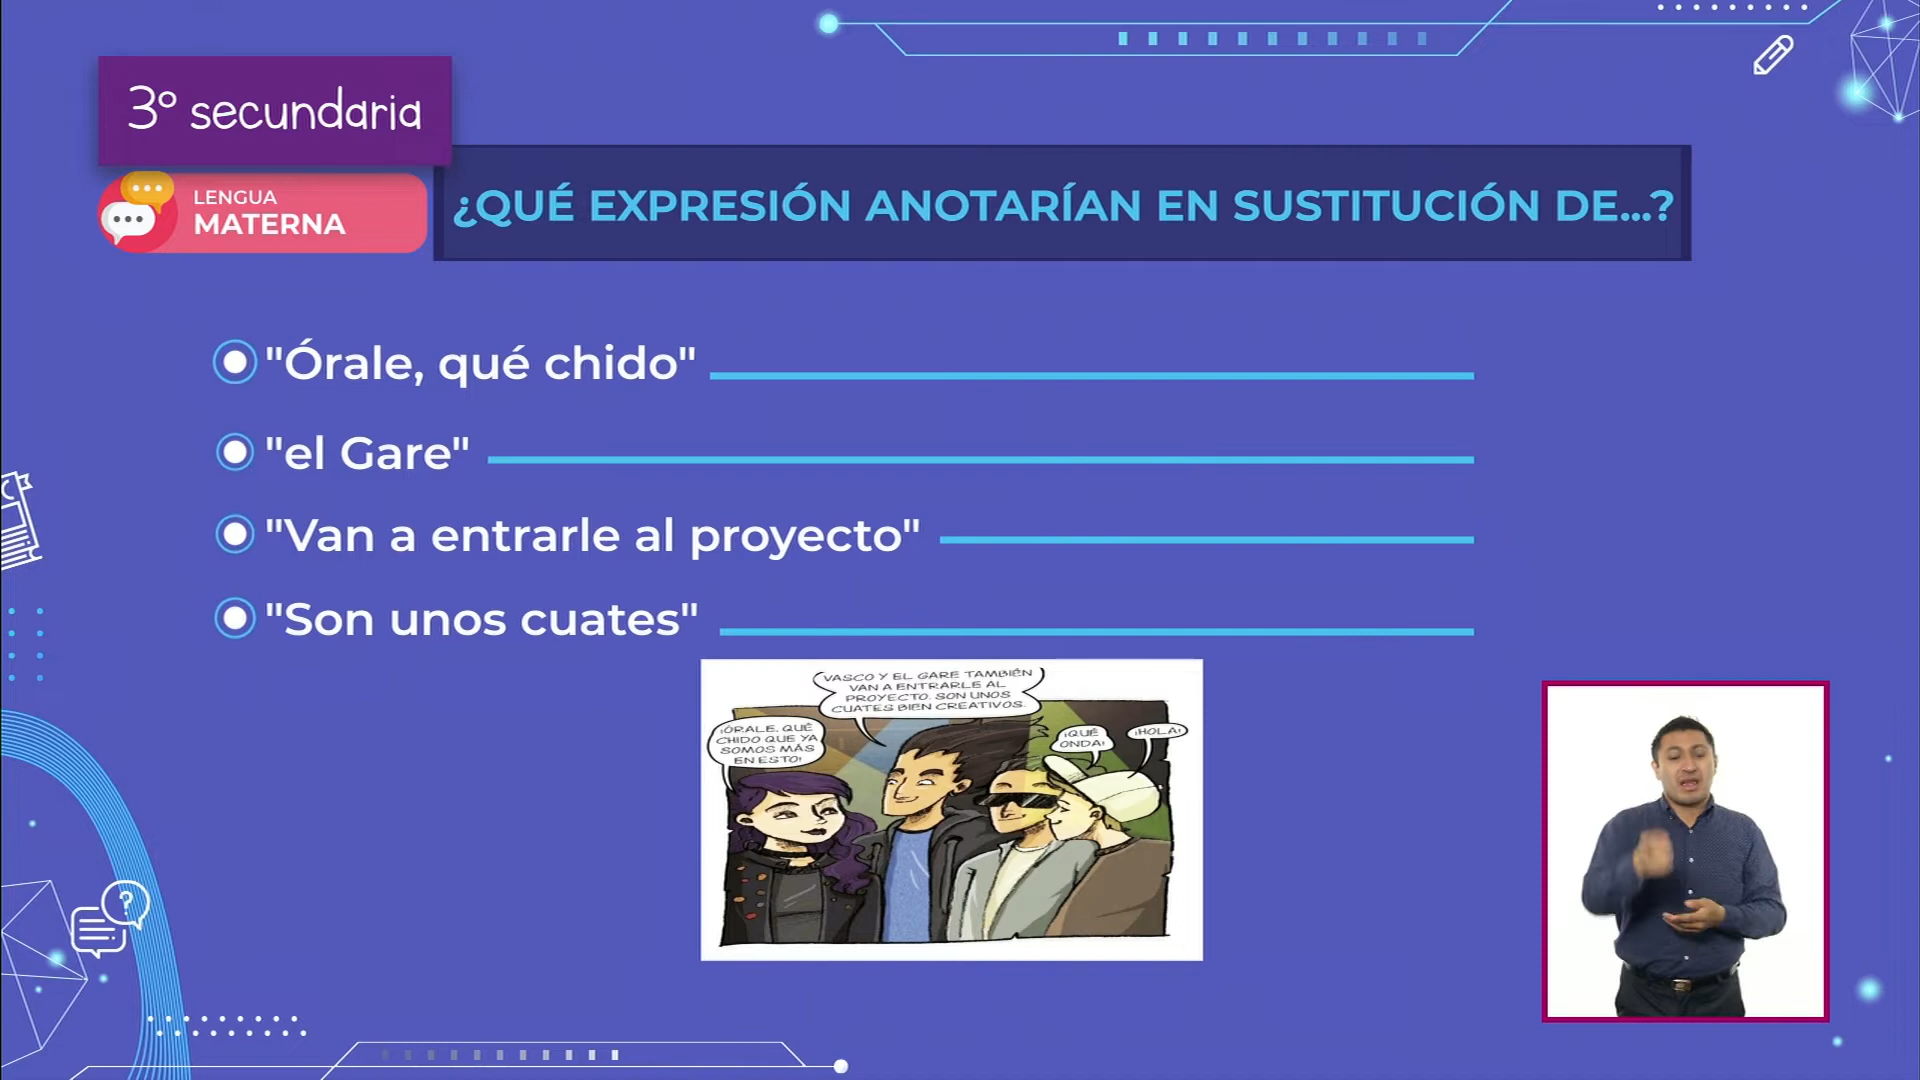 3° secundaria
LENGUA
MATERNA
¿QUÉ EXPRESIÓN ANOTARÍAN EN SUSTITUCIÓN DE...?
"Órale, qué chido"
"el Gare"
"Van a entrarle al proyecto"
"Son unos cuates"
VASCO Y EL GARE TAMBIÉN
VAN A ENTRARLE AL
PROYECTO. SON UNOS
CUATES BIEN CREATIVOS.
¡ÓRALE, QUÉ
CHIDO QUE YA
SOMOS MÁS
EN ESTO!
¡QUÉ
ONDA!
¡HOLA!
?